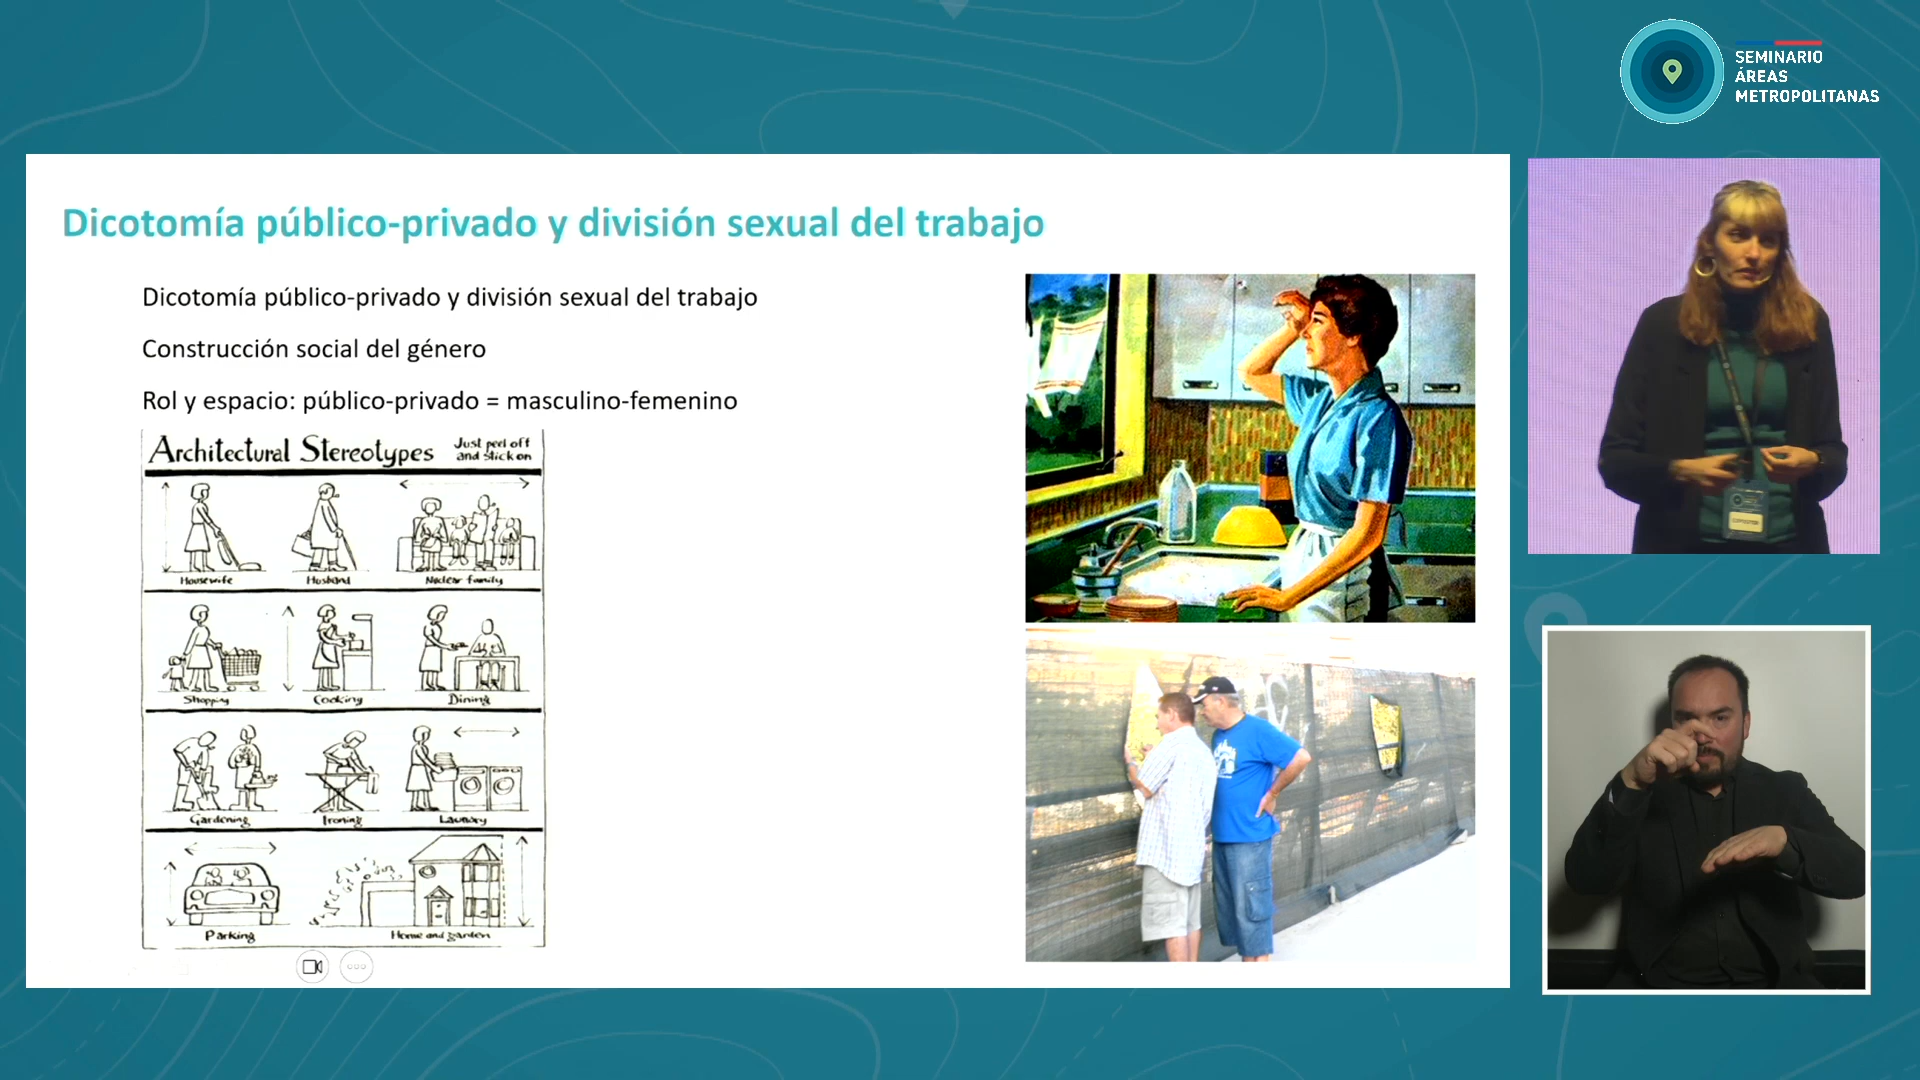 SEMINARIO
ÁREAS
METROPOLITANAS
Dicotomía público-privado y división sexual del trabajo
Dicotomía público-privado y división sexual del trabajo
Construcción social del género
Rol y espacio: público-privado = masculino-femenino
Architectural Stereotypes
Just peel off
and stick on
Housewife Husband Nuclear family
Shopping Cooking Dining
Gardening Ironing Laundry
Parking Home and garden